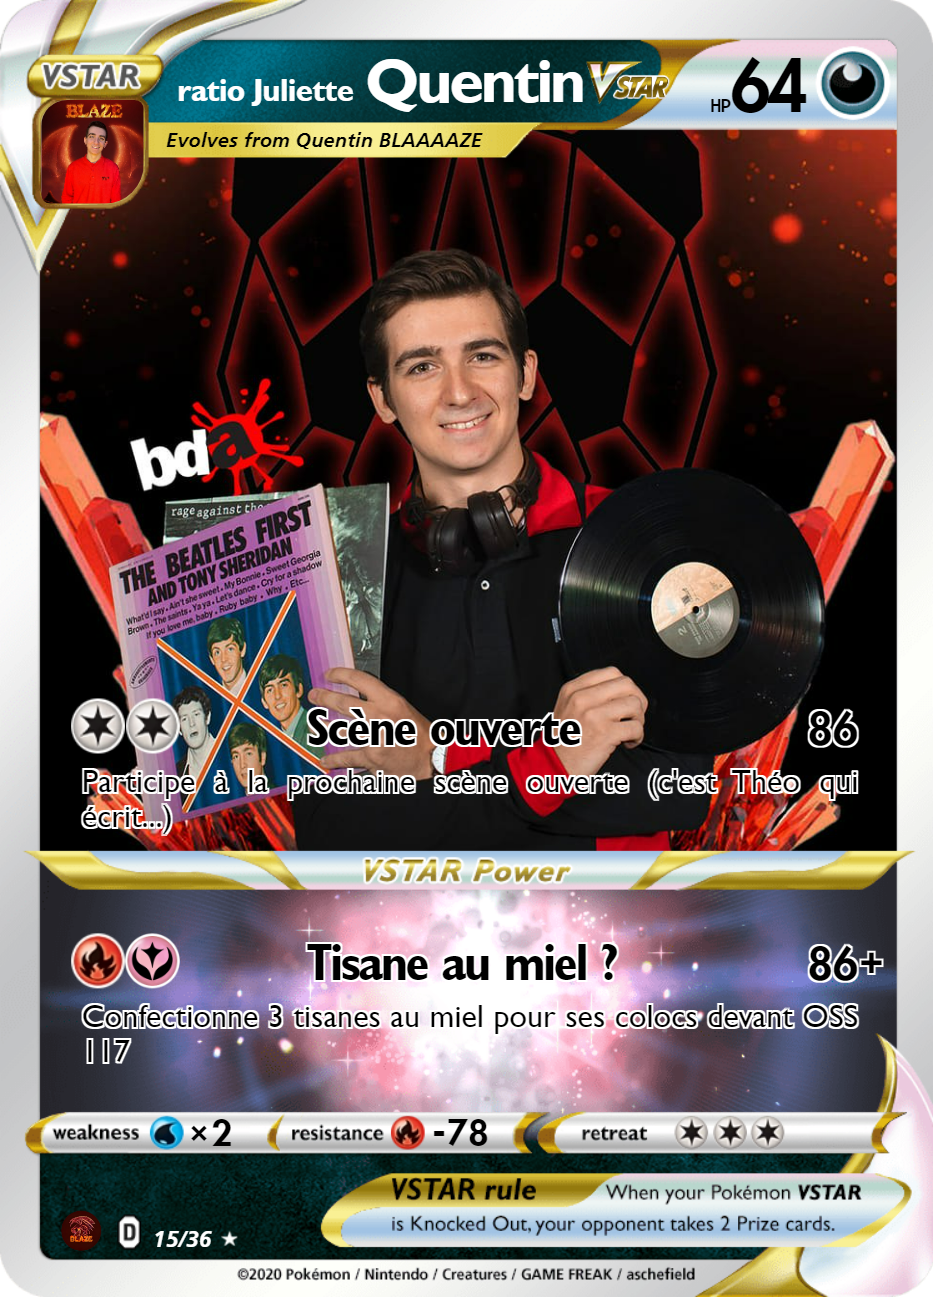 VSTAR
ratio Juliette Quentin VSTAR HP 64
BLAZE
Evolves from Quentin BLAAAAZE
bda
rage against the
THE BEATLES FIRST
AND TONY SHERIDAN
What'd I say • Ain't she sweet • My Bonnie • Sweet Georgia
Brown • The saints • Ya ya • Let's dance • Cry for a shadow
If you love me, baby • Ruby baby • Why • Etc...
Scène ouverte 86
Participe à la prochaine scène ouverte (c'est Théo qui
écrit...)
VSTAR Power
Tisane au miel ? 86+
Confectionne 3 tisanes au miel pour ses colocs devant OSS
117
weakness ×2 resistance -78 retreat
VSTAR rule When your Pokémon VSTAR
is Knocked Out, your opponent takes 2 Prize cards.
BLAZE
D 15/36
©2020 Pokémon / Nintendo / Creatures / GAME FREAK / aschefield